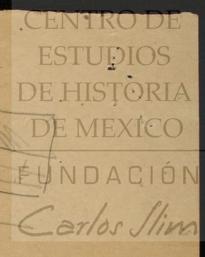 CENTRO DE
ESTUDIOS
DE HISTORIA
DE MEXICO
FUNDACIÓN
Carlos Slim